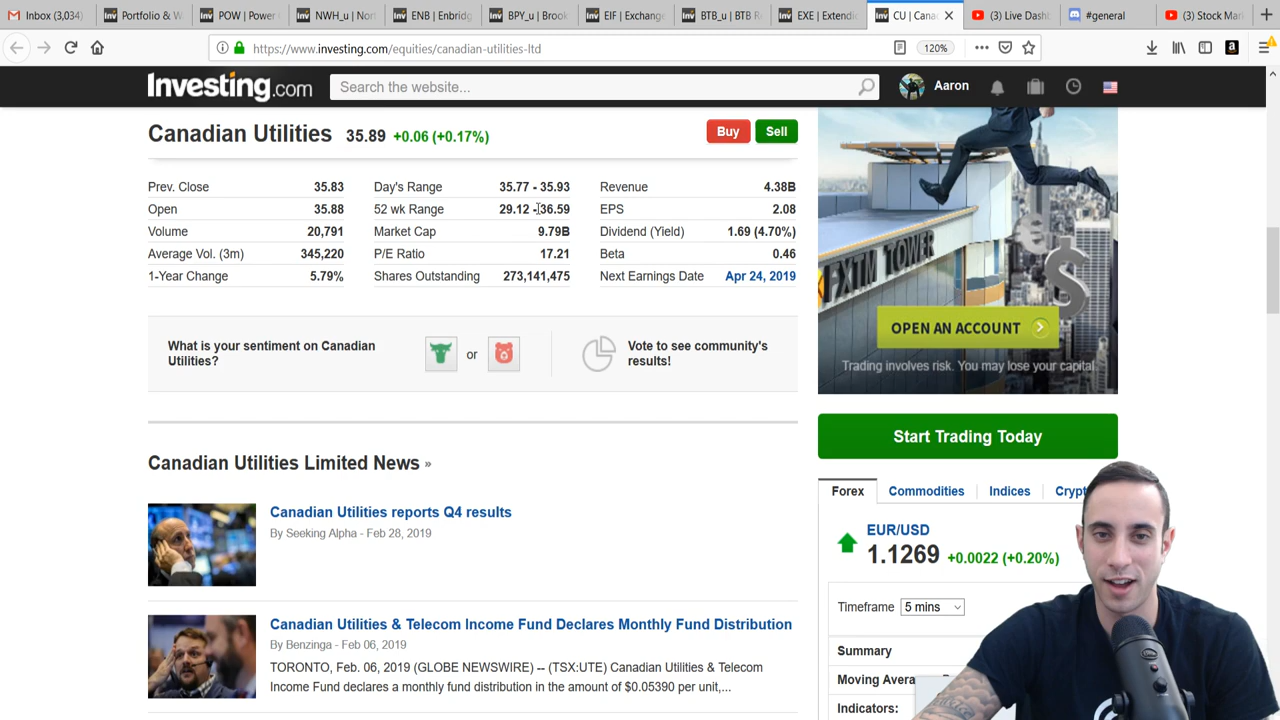 Inbox (3,034)
Portfolio & W
POW | Power
NWH_u | Nort
ENB | Enbridg
BPY_u | Brook
EIF | Exchang
BTB_u | BTB R
EXE | Extendic
CU | Cana
(3) Live Dash
#general
(3) Stock Mar
https://www.investing.com/equities/canadian-utilities-ltd
120%
Investing.com
Search the website...
Aaron
Canadian Utilities 35.89 +0.06 (+0.17%)
Buy
Sell
Prev. Close 35.83 Day's Range 35.77 - 35.93 Revenue 4.38B
Open 35.88 52 wk Range 29.12 - 36.59 EPS 2.08
Volume 20,791 Market Cap 9.79B Dividend (Yield) 1.69 (4.70%)
Average Vol. (3m) 345,220 P/E Ratio 17.21 Beta 0.46
1-Year Change 5.79% Shares Outstanding 273,141,475 Next Earnings Date Apr 24, 2019
FXTM TOWER
OPEN AN ACCOUNT
Trading involves risk. You may lose your capital.
What is your sentiment on Canadian
Utilities?
or
Vote to see community's
results!
Start Trading Today
Canadian Utilities Limited News »
Canadian Utilities reports Q4 results
By Seeking Alpha - Feb 28, 2019
Canadian Utilities & Telecom Income Fund Declares Monthly Fund Distribution
By Benzinga - Feb 06, 2019
TORONTO, Feb. 06, 2019 (GLOBE NEWSWIRE) -- (TSX:UTE) Canadian Utilities & Telecom
Income Fund declares a monthly fund distribution in the amount of $0.05390 per unit,...
Forex
Commodities
Indices
Crypt
EUR/USD
1.1269 +0.0022 (+0.20%)
Timeframe 5 mins
Summary
Moving Avera
Indicators: